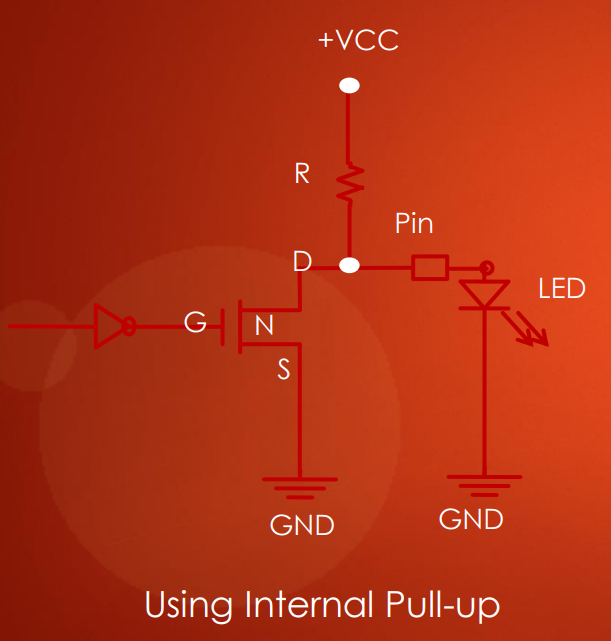 +VCC
R
Pin
D
LED
G
N
S
GND
GND
Using Internal Pull-up